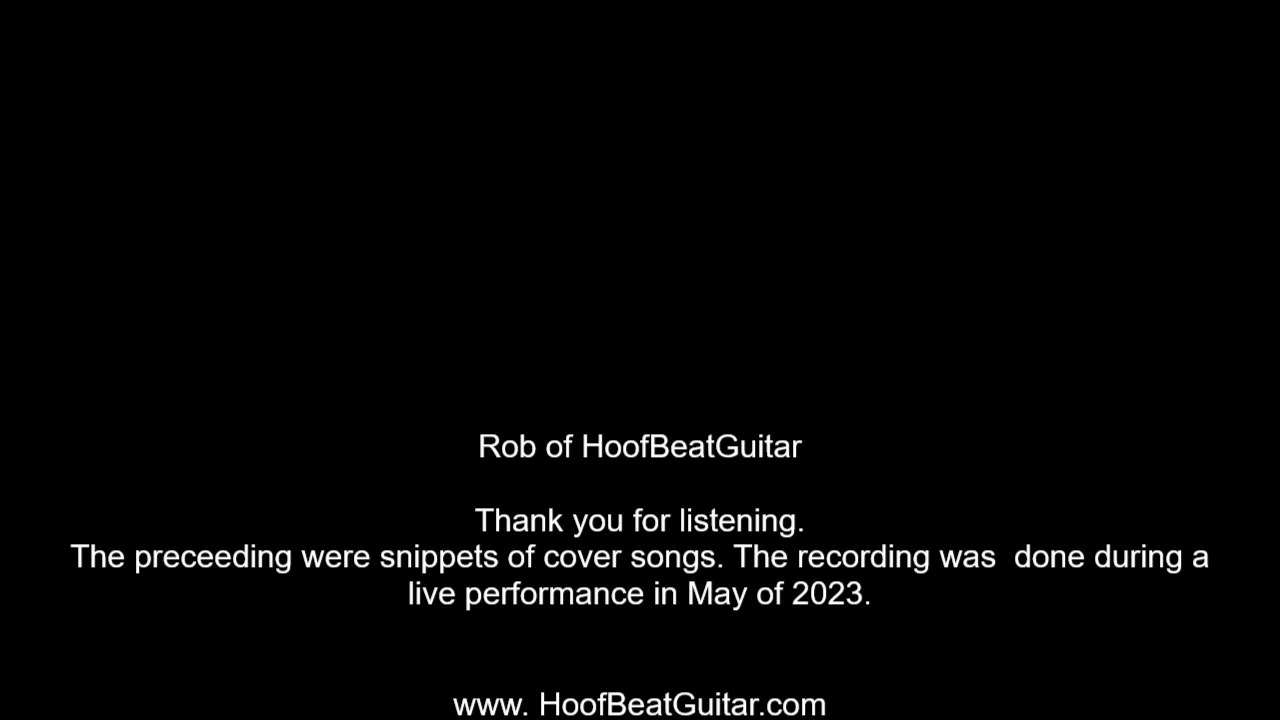 Rob of HoofBeatGuitar
Thank you for listening.
The preceeding were snippets of cover songs. The recording was  done during a
live performance in May of 2023.
www. HoofBeatGuitar.com